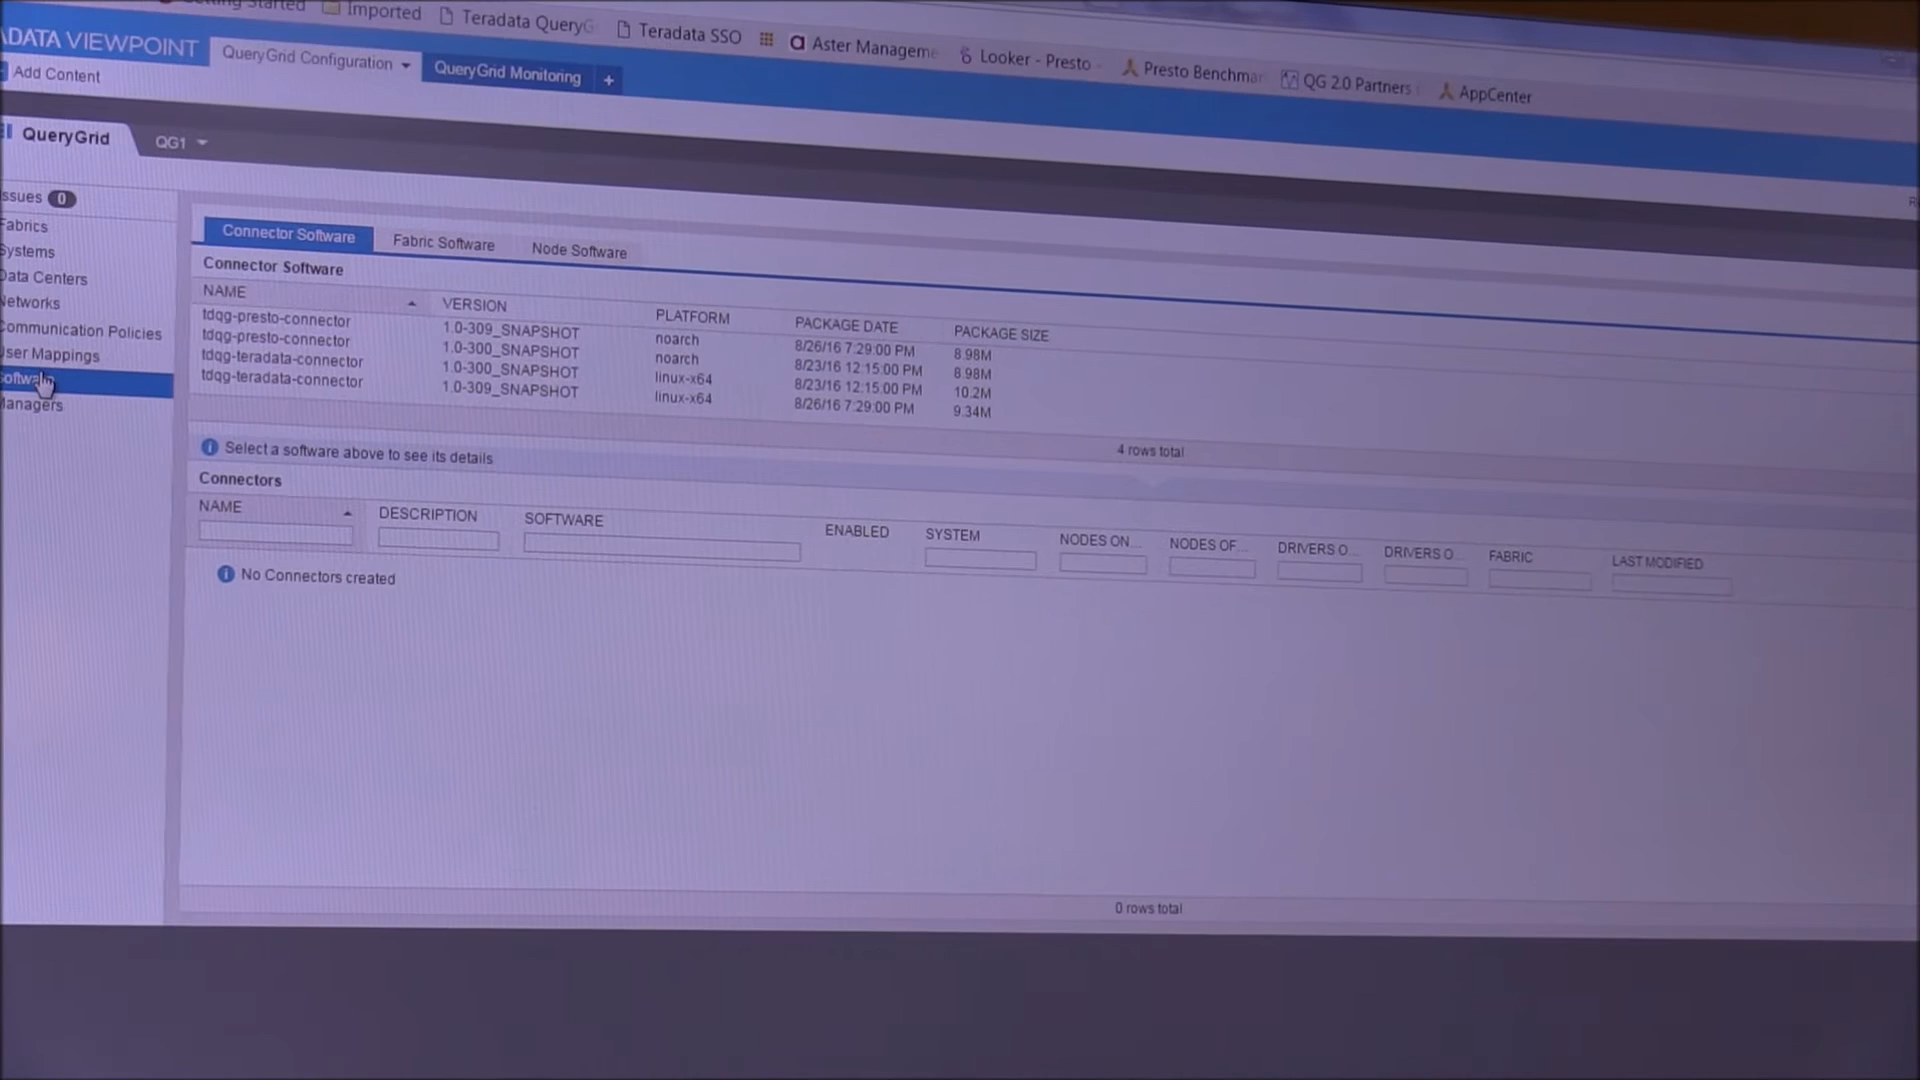 Getting Started Imported Teradata QueryG Teradata SSO Aster Manageme Looker - Presto - Presto Benchmar QG 2.0 Partners AppCenter
ADATA VIEWPOINT QueryGrid Configuration QueryGrid Monitoring +
Add Content
QueryGrid QG1
ssues 0
Fabrics
Systems
Data Centers
Networks
Communication Policies
User Mappings
Softwa
Managers
Connector Software Fabric Software Node Software
Connector Software
NAME VERSION PLATFORM PACKAGE DATE PACKAGE SIZE
tdqg-presto-connector 1.0-309_SNAPSHOT noarch 8/26/16 7:29:00 PM 8.98M
tdqg-presto-connector 1.0-300_SNAPSHOT noarch 8/23/16 12:15:00 PM 8.98M
tdqg-teradata-connector 1.0-300_SNAPSHOT linux-x64 8/23/16 12:15:00 PM 10.2M
tdqg-teradata-connector 1.0-309_SNAPSHOT linux-x64 8/26/16 7:29:00 PM 9.34M
4 rows total
Select a software above to see its details
Connectors
NAME DESCRIPTION SOFTWARE ENABLED SYSTEM NODES ON... NODES OF... DRIVERS O... DRIVERS O... FABRIC LAST MODIFIED
No Connectors created
0 rows total